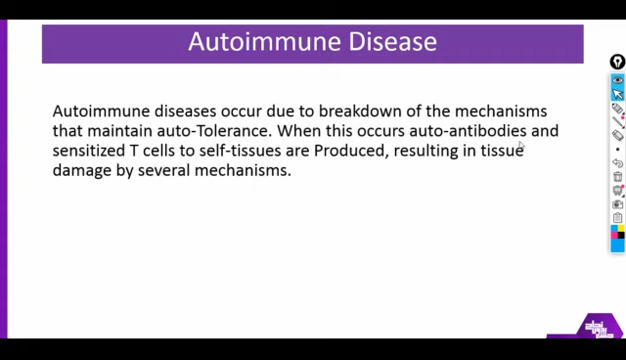 Autoimmune Disease
Autoimmune diseases occur due to breakdown of the mechanisms
that maintain auto-Tolerance. When this occurs auto-antibodies and
sensitized T cells to self-tissues are Produced, resulting in tissue
damage by several mechanisms.